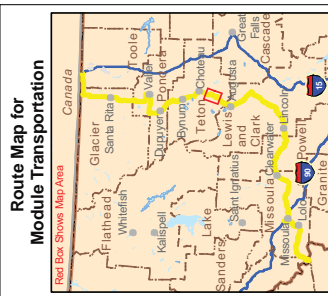 Route Map for
Module Transportation
Red Box Shows Map Area
Canada
Glacier
Toole
Santa Rita
Valier
Pondera
Flathead
Whitefish
Kalispell
Dupuyer
Bynum
Choteau
Teton
Great
Falls
Cascade
Augusta
Lake
Lewis
and
Clark
Saint Ignatius
Sanders
Lincoln
Missoula
Clearwater
Powell
Missoula
Lolo
Granite
90
15